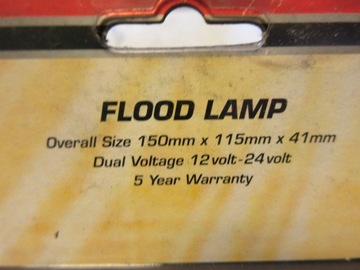 FLOOD LAMP
Overall Size 150mm x 115mm x 41mm
Dual Voltage 12volt-24volt
5 Year Warranty